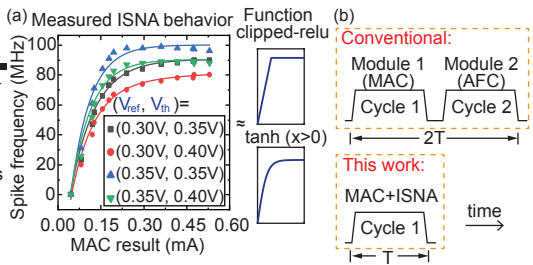 (a) Measured ISNA behavior
Spike frequency (MHz)
100
80
60
40
20
0
(Vref, Vth)=
(0.30V, 0.35V)
(0.30V, 0.40V)
(0.35V, 0.35V)
(0.35V, 0.40V)
0.00 0.15 0.30 0.45 0.60
MAC result (mA)
Function
clipped-relu
≈
tanh (x>0)
(b)
Conventional:
Module 1 Module 2
(MAC) (AFC)
Cycle 1 Cycle 2
2T
This work:
MAC+ISNA
Cycle 1
T
time